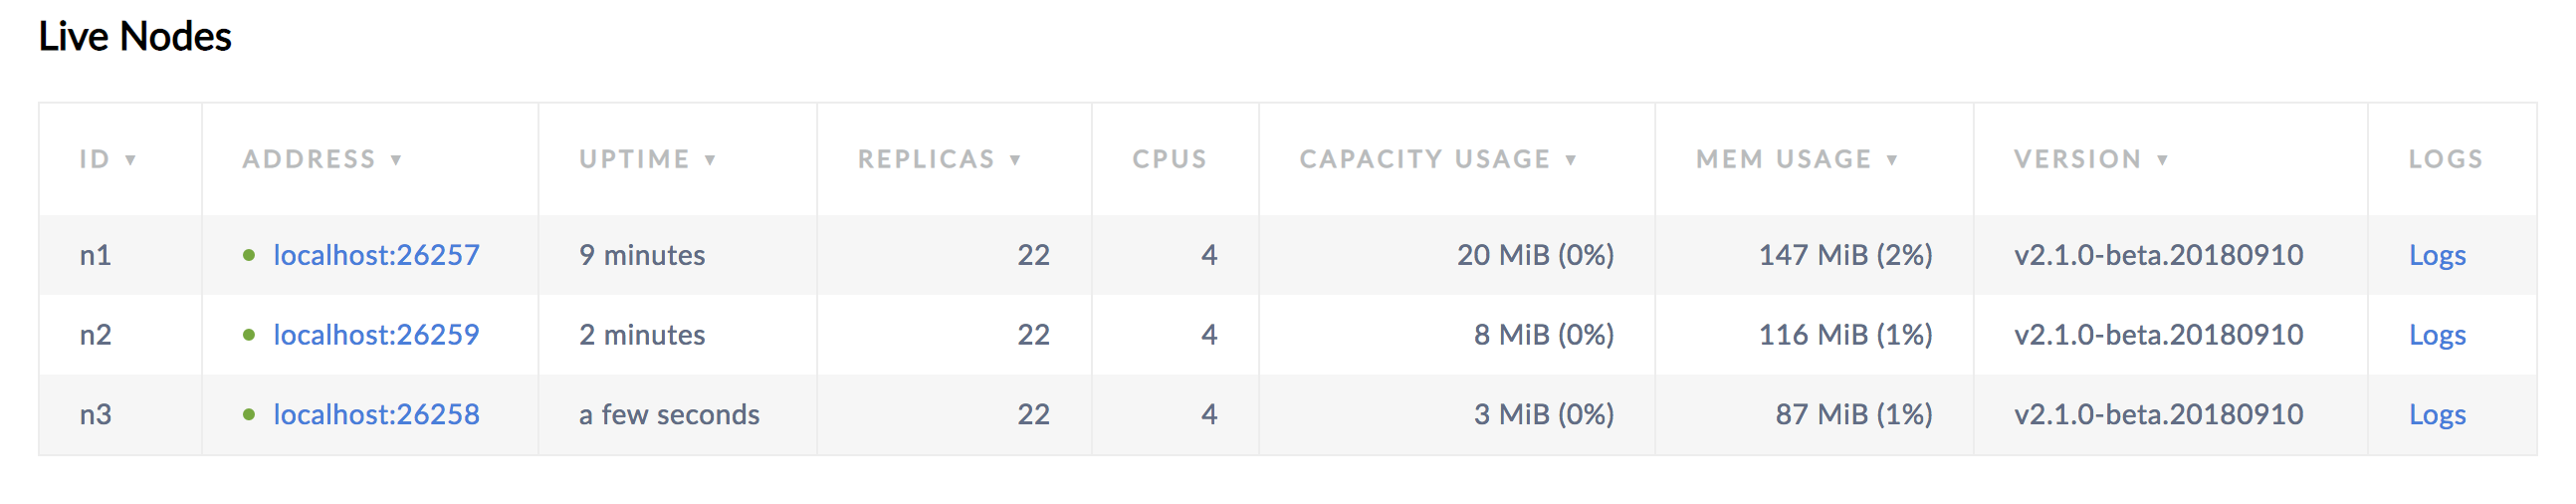 Live Nodes
ID ▼ ADDRESS ▼ UPTIME ▼ REPLICAS ▼ CPUS CAPACITY USAGE ▼ MEM USAGE ▼ VERSION ▼ LOGS
n1 localhost:26257 9 minutes 22 4 20 MiB (0%) 147 MiB (2%) v2.1.0-beta.20180910 Logs
n2 localhost:26259 2 minutes 22 4 8 MiB (0%) 116 MiB (1%) v2.1.0-beta.20180910 Logs
n3 localhost:26258 a few seconds 22 4 3 MiB (0%) 87 MiB (1%) v2.1.0-beta.20180910 Logs